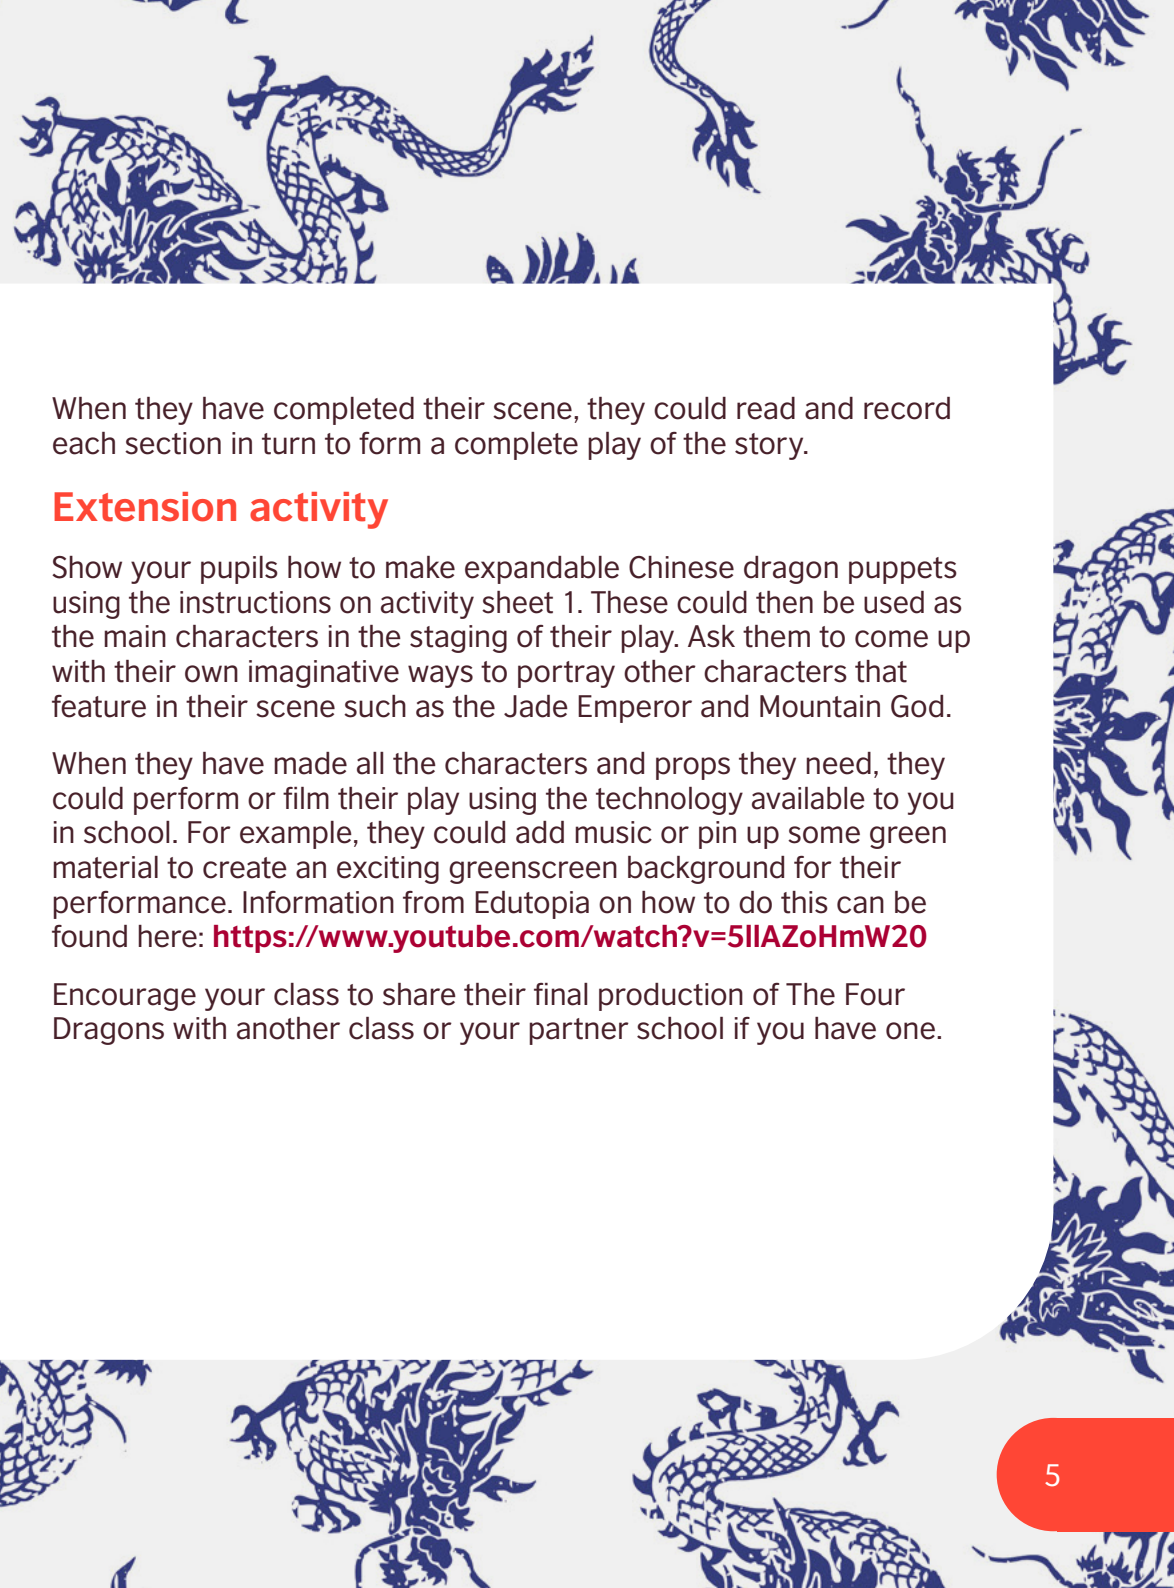 When they have completed their scene, they could read and record
each section in turn to form a complete play of the story.
Extension activity
Show your pupils how to make expandable Chinese dragon puppets
using the instructions on activity sheet 1. These could then be used as
the main characters in the staging of their play. Ask them to come up
with their own imaginative ways to portray other characters that
feature in their scene such as the Jade Emperor and Mountain God.
When they have made all the characters and props they need, they
could perform or film their play using the technology available to you
in school. For example, they could add music or pin up some green
material to create an exciting greenscreen background for their
performance. Information from Edutopia on how to do this can be
found here: https://www.youtube.com/watch?v=5llAZoHmW20
Encourage your class to share their final production of The Four
Dragons with another class or your partner school if you have one.
5